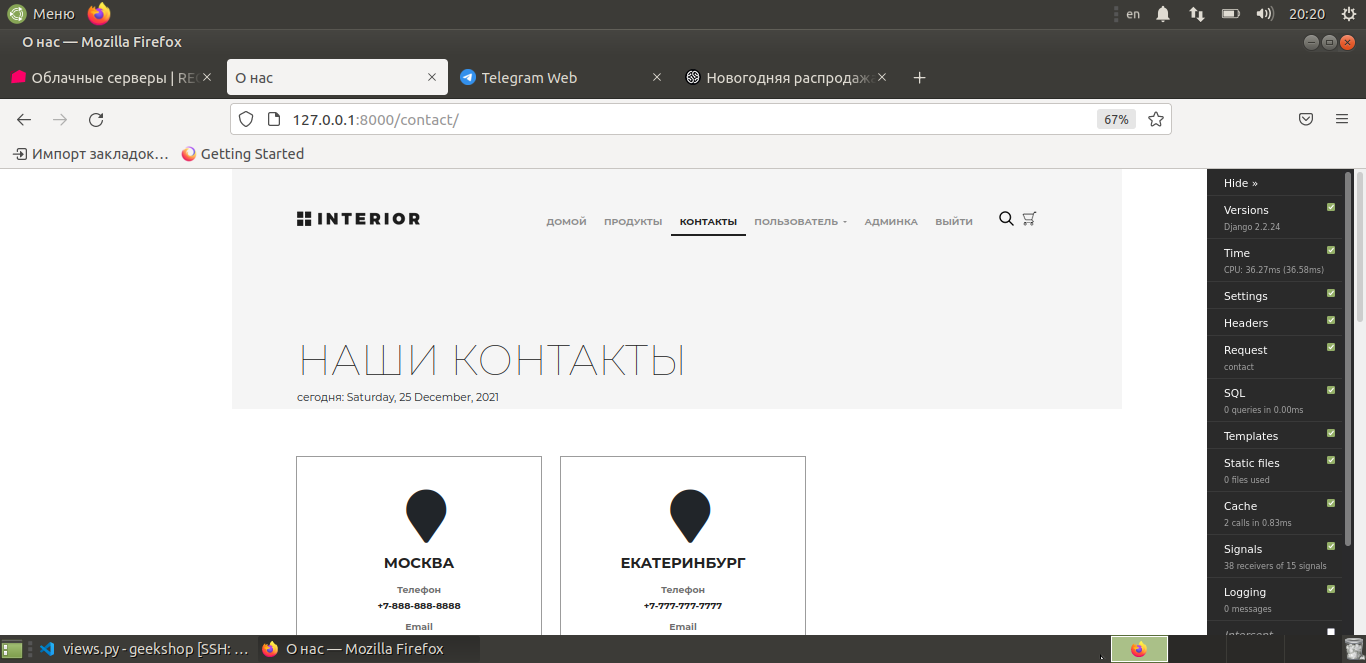 Меню
en
20:20
О нас — Mozilla Firefox
Облачные серверы | REG
О нас
Telegram Web
Новогодняя распродажа
127.0.0.1:8000/contact/
67%
Импорт закладок…
Getting Started
INTERIOR
ДОМОЙ
ПРОДУКТЫ
КОНТАКТЫ
ПОЛЬЗОВАТЕЛЬ
АДМИНКА
ВЫЙТИ
НАШИ КОНТАКТЫ
сегодня: Saturday, 25 December, 2021
МОСКВА
Телефон
+7-888-888-8888
Email
ЕКАТЕРИНБУРГ
Телефон
+7-777-777-7777
Email
Hide »
Versions
Django 2.2.24
Time
CPU: 36.27ms (36.58ms)
Settings
Headers
Request
contact
SQL
0 queries in 0.00ms
Templates
Static files
0 files used
Cache
2 calls in 0.83ms
Signals
38 receivers of 15 signals
Logging
0 messages
Intercept
views.py - geekshop [SSH: …
О нас — Mozilla Firefox